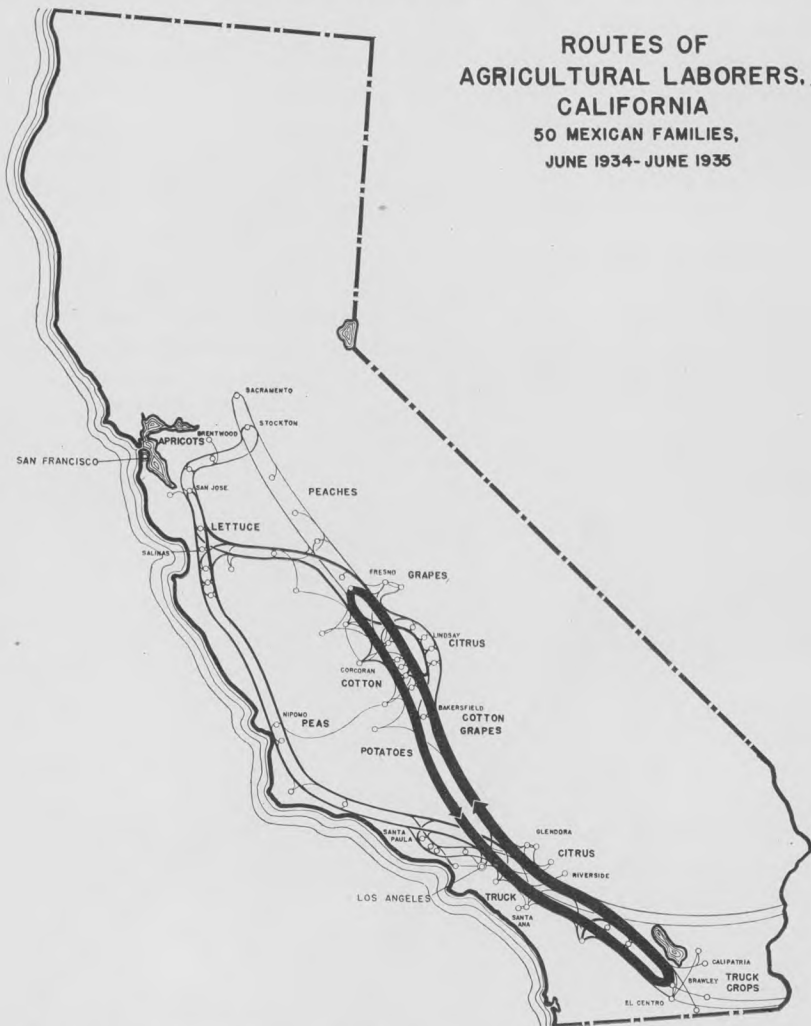 ROUTES OF
AGRICULTURAL LABORERS,
CALIFORNIA
50 MEXICAN FAMILIES,
JUNE 1934-JUNE 1935
SACRAMENTO
STOCKTON
BRENTWOOD
APRICOTS
SAN FRANCISCO
SAN JOSE
PEACHES
LETTUCE
SALINAS
FRESNO
GRAPES
LINDSAY
CITRUS
CORCORAN
COTTON
BAKERSFIELD
COTTON
GRAPES
NIPOMO
PEAS
POTATOES
SANTA
PAULA
GLENDORA
CITRUS
RIVERSIDE
LOS ANGELES
TRUCK
SANTA
ANA
CALIPATRIA
BRAWLEY
TRUCK
CROPS
EL CENTRO